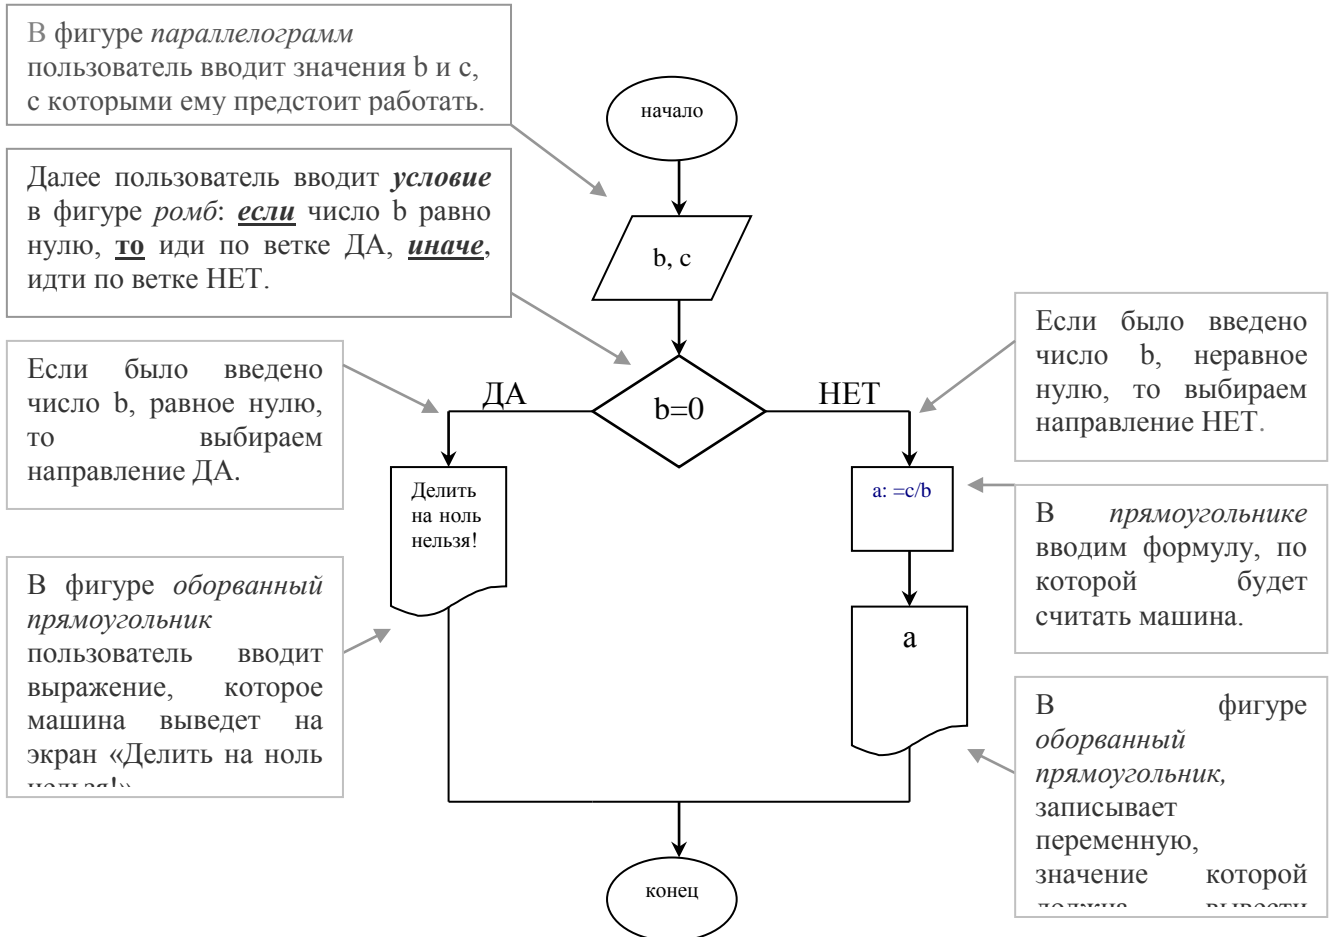 В фигуре параллелограмм
пользователь вводит значения b и c,
с которыми ему предстоит работать.
начало
Далее пользователь вводит условие
в фигуре ромб: если число b равно
нулю, то иди по ветке ДА, иначе,
идти по ветке НЕТ.
b, c
Если было введено
число b, неравное
нулю, то выбираем
направление НЕТ.
Если было введено
число b, равное нулю,
то выбираем
направление ДА.
ДА
b=0
НЕТ
Делить
на ноль
нельзя!
a: =c/b
В прямоугольнике
вводим формулу, по
которой будет
считать машина.
В фигуре оборванный
прямоугольник
пользователь вводит
выражение, которое
машина выведет на
экран «Делить на ноль
нельзя!»
a
В фигуре
оборванный
прямоугольник,
записывает
переменную,
значение которой
должна вывести
конец